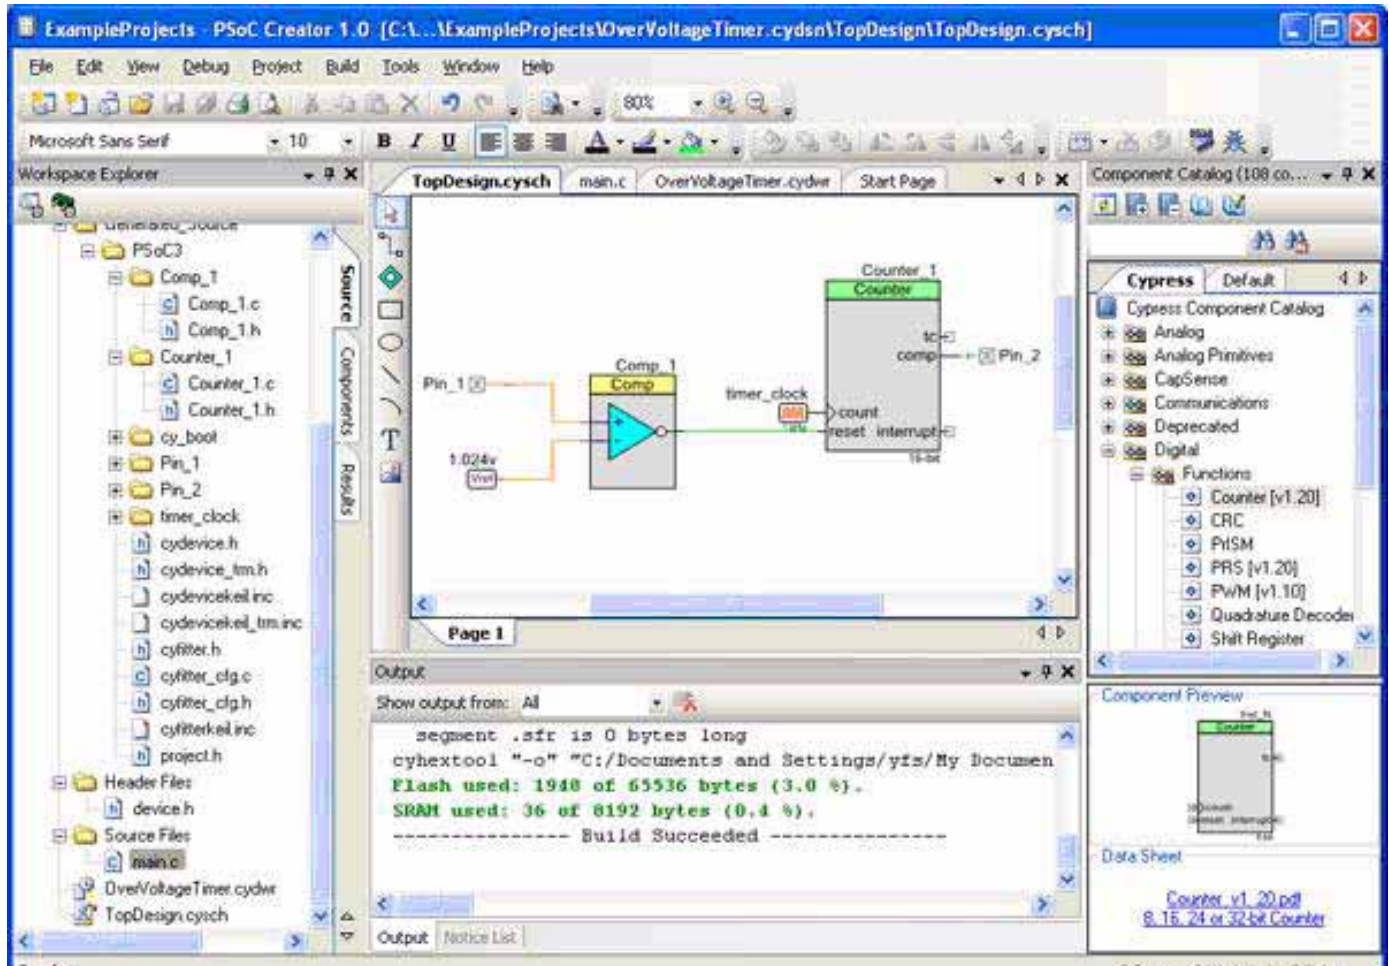 ExampleProjects - PSoC Creator 1.0 [C:\...\ExampleProjects\OverVoltageTimer.cydsn\TopDesign\TopDesign.cysch]
File Edit View Debug Project Build Tools Window Help
80%
Microsoft Sans Serif 10 B I U A
Workspace Explorer
Generated_Source
PSoC3
Comp_1
Comp_1.c
Comp_1.h
Counter_1
Counter_1.c
Counter_1.h
cy_boot
Pin_1
Pin_2
timer_clock
cydevice.h
cydevice_trm.h
cydevicekeil.inc
cydevicekeil_trm.inc
cyfitter.h
cyfitter_cfg.c
cyfitter_cfg.h
cyfitterkeil.inc
project.h
Header Files
device.h
Source Files
main.c
OverVoltageTimer.cydwr
TopDesign.cysch
Source
Components
Results
TopDesign.cysch main.c OverVoltageTimer.cydwr Start Page
T
Counter_1
Counter
tc
comp
Pin_2
Comp_1
Comp
Pin_1
timer_clock
count
reset interrupt
16-bit
1.024v
Vref
Page 1
Output
Show output from: All
segment .sfr is 0 bytes long
cyhextool "-o" "C:/Documents and Settings/yfs/My Documen
Flash used: 1940 of 65536 bytes (3.0 %).
SRAM used: 36 of 8192 bytes (0.4 %).
--------------- Build Succeeded ---------------
Output Notice List
Component Catalog (108 co...
Cypress Default
Cypress Component Catalog
Analog
Analog Primitives
CapSense
Communications
Deprecated
Digital
Functions
Counter [v1.20]
CRC
PrISM
PRS [v1.20]
PWM [v1.10]
Quadrature Decoder
Shift Register
Component Preview
Counter
count
reset interrupt
Data Sheet
Counter_v1_20.pdf
8, 16, 24 or 32-bit Counter